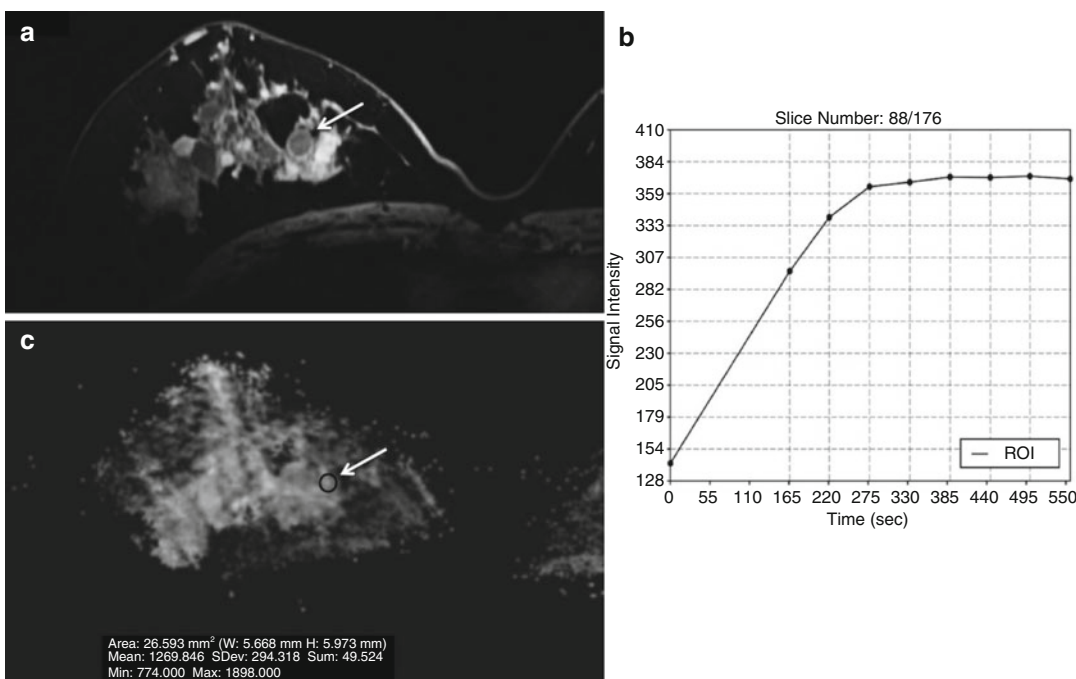 a
b
Slice Number: 88/176
410
384
359
333
307
282
256
230
205
179
154
128
Signal Intensity
ROI
0 55 110 165 220 275 330 385 440 495 550
Time (sec)
c
Area: 26.593 mm² (W: 5.668 mm H: 5.973 mm)
Mean: 1269.846 SDev: 294.318 Sum: 49.524
Min: 774.000 Max: 1898.000